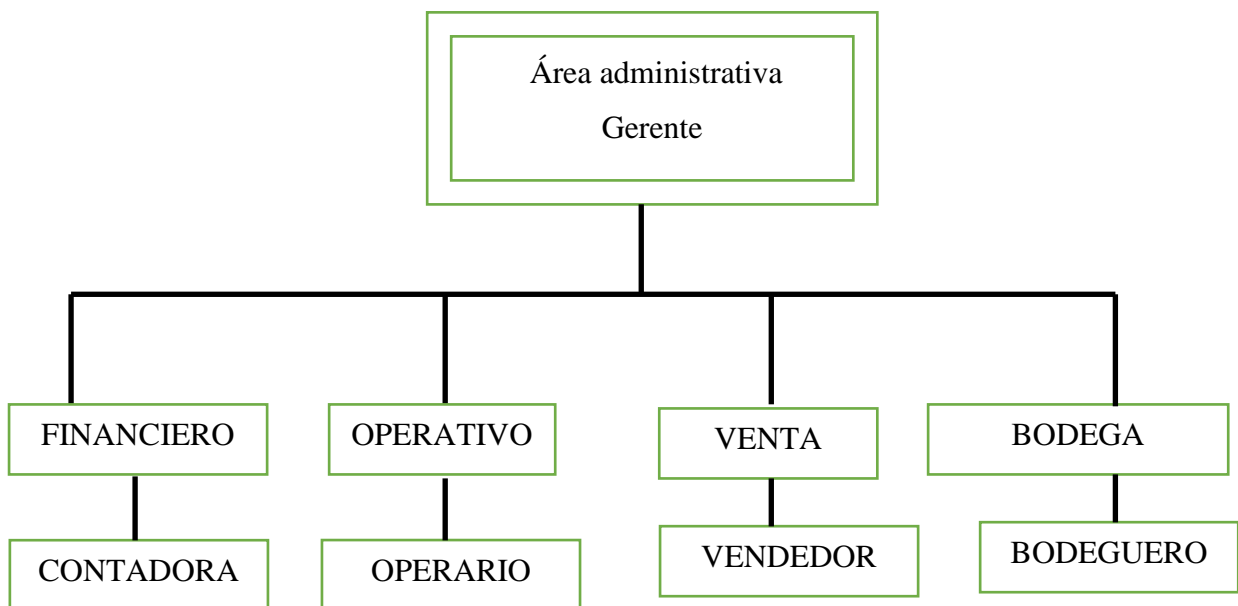 Área administrativa
Gerente
FINANCIERO
OPERATIVO
VENTA
BODEGA
CONTADORA
OPERARIO
VENDEDOR
BODEGUERO